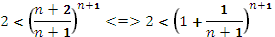 2 < ((n + 2)/(n + 1))^(n+1) <=> 2 < (1 + 1/(n + 1))^(n+1)